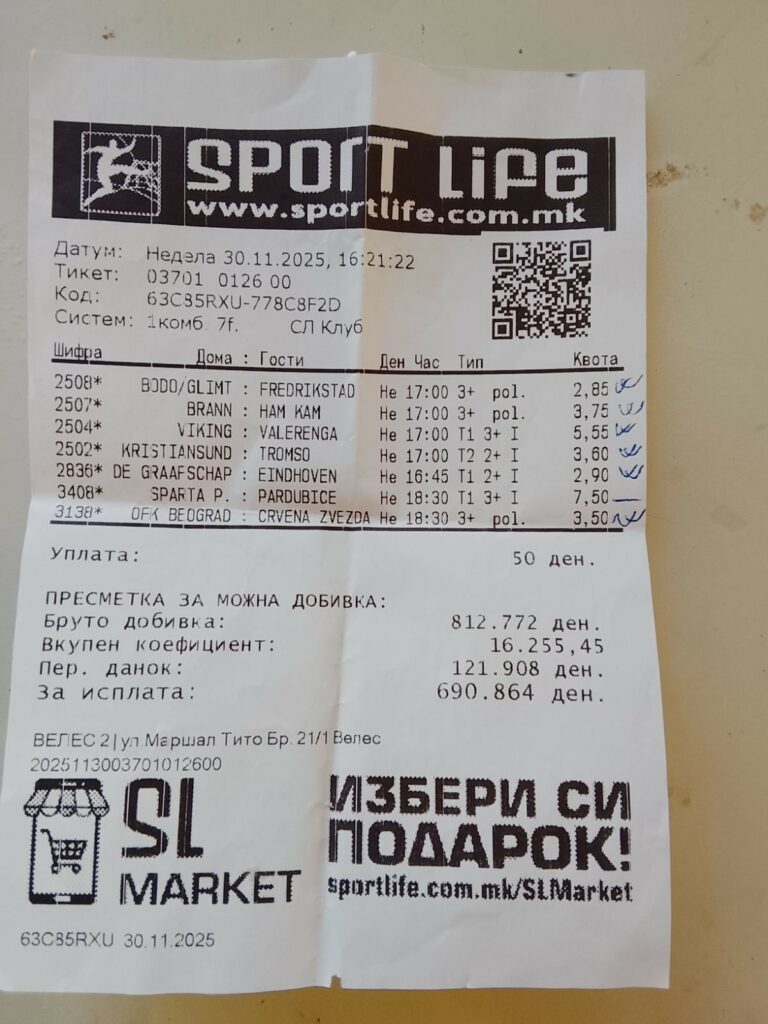 SPORT LiFe
www.sportlife.com.mk
Датум: Недела 30.11.2025, 16:21:22
Тикет: 03701 0126 00
Код: 63C85RXU-778C8F2D
Систем: 1комб. 7f. СЛ Клуб
Шифра Дома : Гости Ден Час Тип Квота
2508* BODO/GLIMT : FREDRIKSTAD Не 17:00 3+ pol. 2,85
2507* BRANN : HAM KAM Не 17:00 3+ pol. 3,75
2504* VIKING : VALERENGA Не 17:00 T1 3+ I 5,55
2502* KRISTIANSUND : TROMSO Не 17:00 T2 2+ I 3,60
2836* DE GRAAFSCHAP : EINDHOVEN Не 16:45 T1 2+ I 2,90
3408* SPARTA P. : PARDUBICE Не 18:30 T1 3+ I 7,50
3138* OFK BEOGRAD : CRVENA ZVEZDA Не 18:30 3+ pol. 3,50
Уплата: 50 ден.
ПРЕСМЕТКА ЗА МОЖНА ДОБИВКА:
Бруто добивка: 812.772 ден.
Вкупен коефициент: 16.255,45
Пер. данок: 121.908 ден.
За исплата: 690.864 ден.
ВЕЛЕС 2|ул.Маршал Тито Бр. 21/1 Велес
2025113003701012600
SL
MARKET
ИЗБЕРИ СИ
ПОДАРОК!
sportlife.com.mk/SLMarket
63C85RXU 30.11.2025